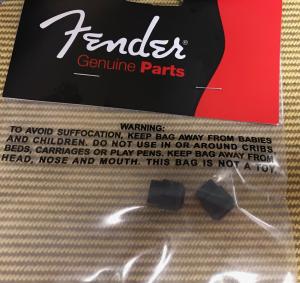 Fender
Genuine Parts
WARNING:
TO AVOID SUFFOCATION, KEEP BAG AWAY FROM BABIES
AND CHILDREN. DO NOT USE IN OR AROUND CRIBS,
BEDS, CARRIAGES OR PLAY PENS. KEEP BAG AWAY FROM
HEAD, NOSE AND MOUTH. THIS BAG IS NOT A TOY.